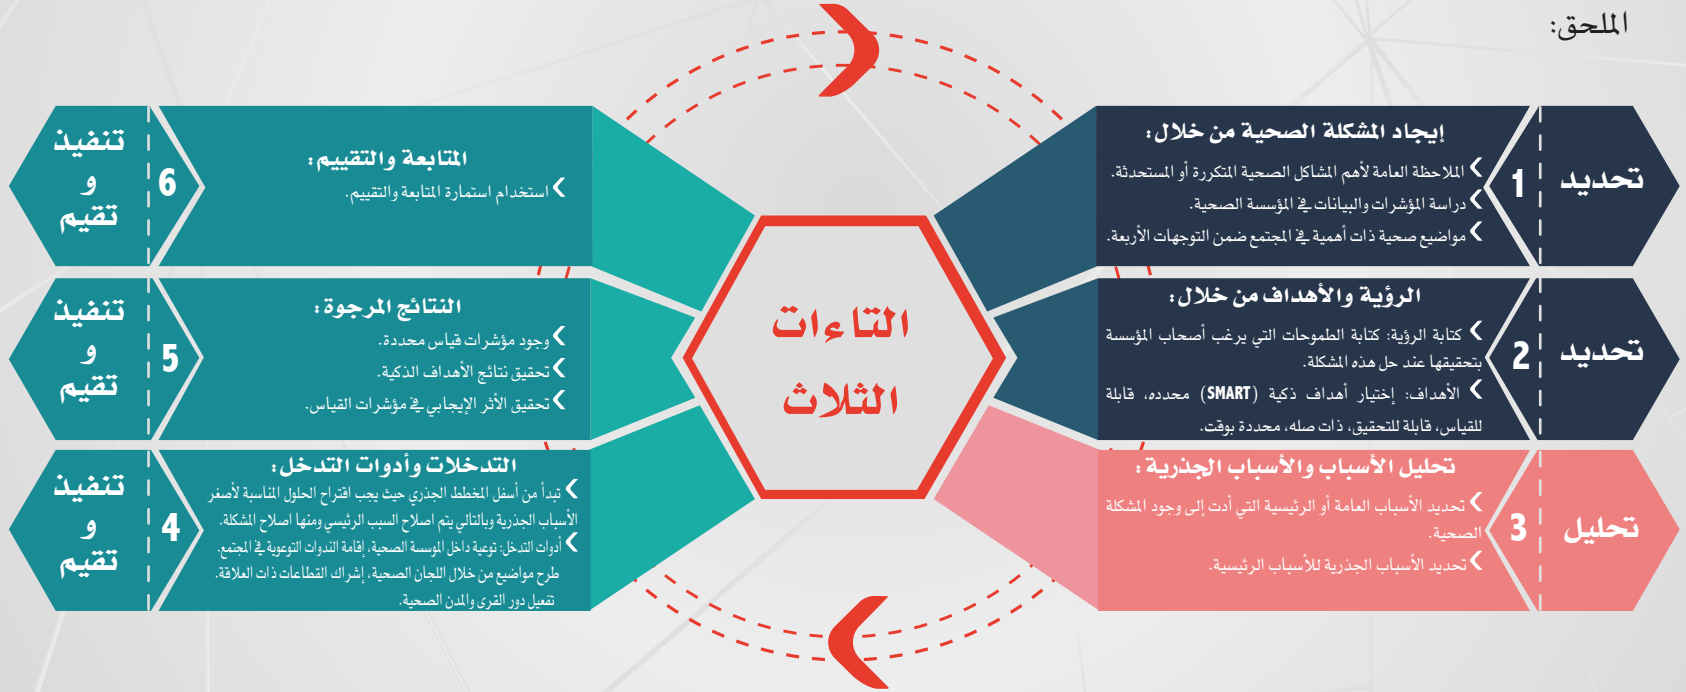 الملحق:
التاءات
الثلاث
تحديد
1
إيجاد المشكلة الصحية من خلال:
الملاحظة العامة لأهم المشاكل الصحية المتكررة أو المستحدثة.
دراسة المؤشرات والبيانات في المؤسسة الصحية.
مواضيع صحية ذات أهمية في المجتمع ضمن التوجهات الأربعة.
تحديد
2
الرؤية والأهداف من خلال:
كتابة الرؤية: كتابة الطموحات التي يرغب أصحاب المؤسسة
بتحقيقها عند حل هذه المشكلة.
الأهداف: إختيار أهداف ذكية (SMART) محدده، قابلة
للقياس، قابلة للتحقيق، ذات صله، محددة بوقت.
تحليل
3
تحليل الأسباب والأسباب الجذرية:
تحديد الأسباب العامة أو الرئيسية التي أدت إلى وجود المشكلة
الصحية.
تحديد الأسباب الجذرية للأسباب الرئيسية.
تنفيذ
و
تقيم
4
التدخلات وأدوات التدخل:
تبدأ من أسفل المخطط الجذري حيث يجب اقتراح الحلول المناسبة لأصغر
الأسباب الجذرية وبالتالي يتم اصلاح السبب الرئيسي ومنها اصلاح المشكلة.
أدوات التدخل: توعية داخل الموسسة الصحية، إقامة الندوات التوعوية في المجتمع.
طرح مواضيع من خلال اللجان الصحية، إشراك القطاعات ذات العلاقة.
تفعيل دور القرى والمدن الصحية.
تنفيذ
و
تقيم
5
النتائج المرجوة:
وجود مؤشرات قياس محددة.
تحقيق نتائج الأهداف الذكية.
تحقيق الأثر الإيجابي في مؤشرات القياس.
تنفيذ
و
تقيم
6
المتابعة والتقييم:
استخدام استمارة المتابعة والتقييم.